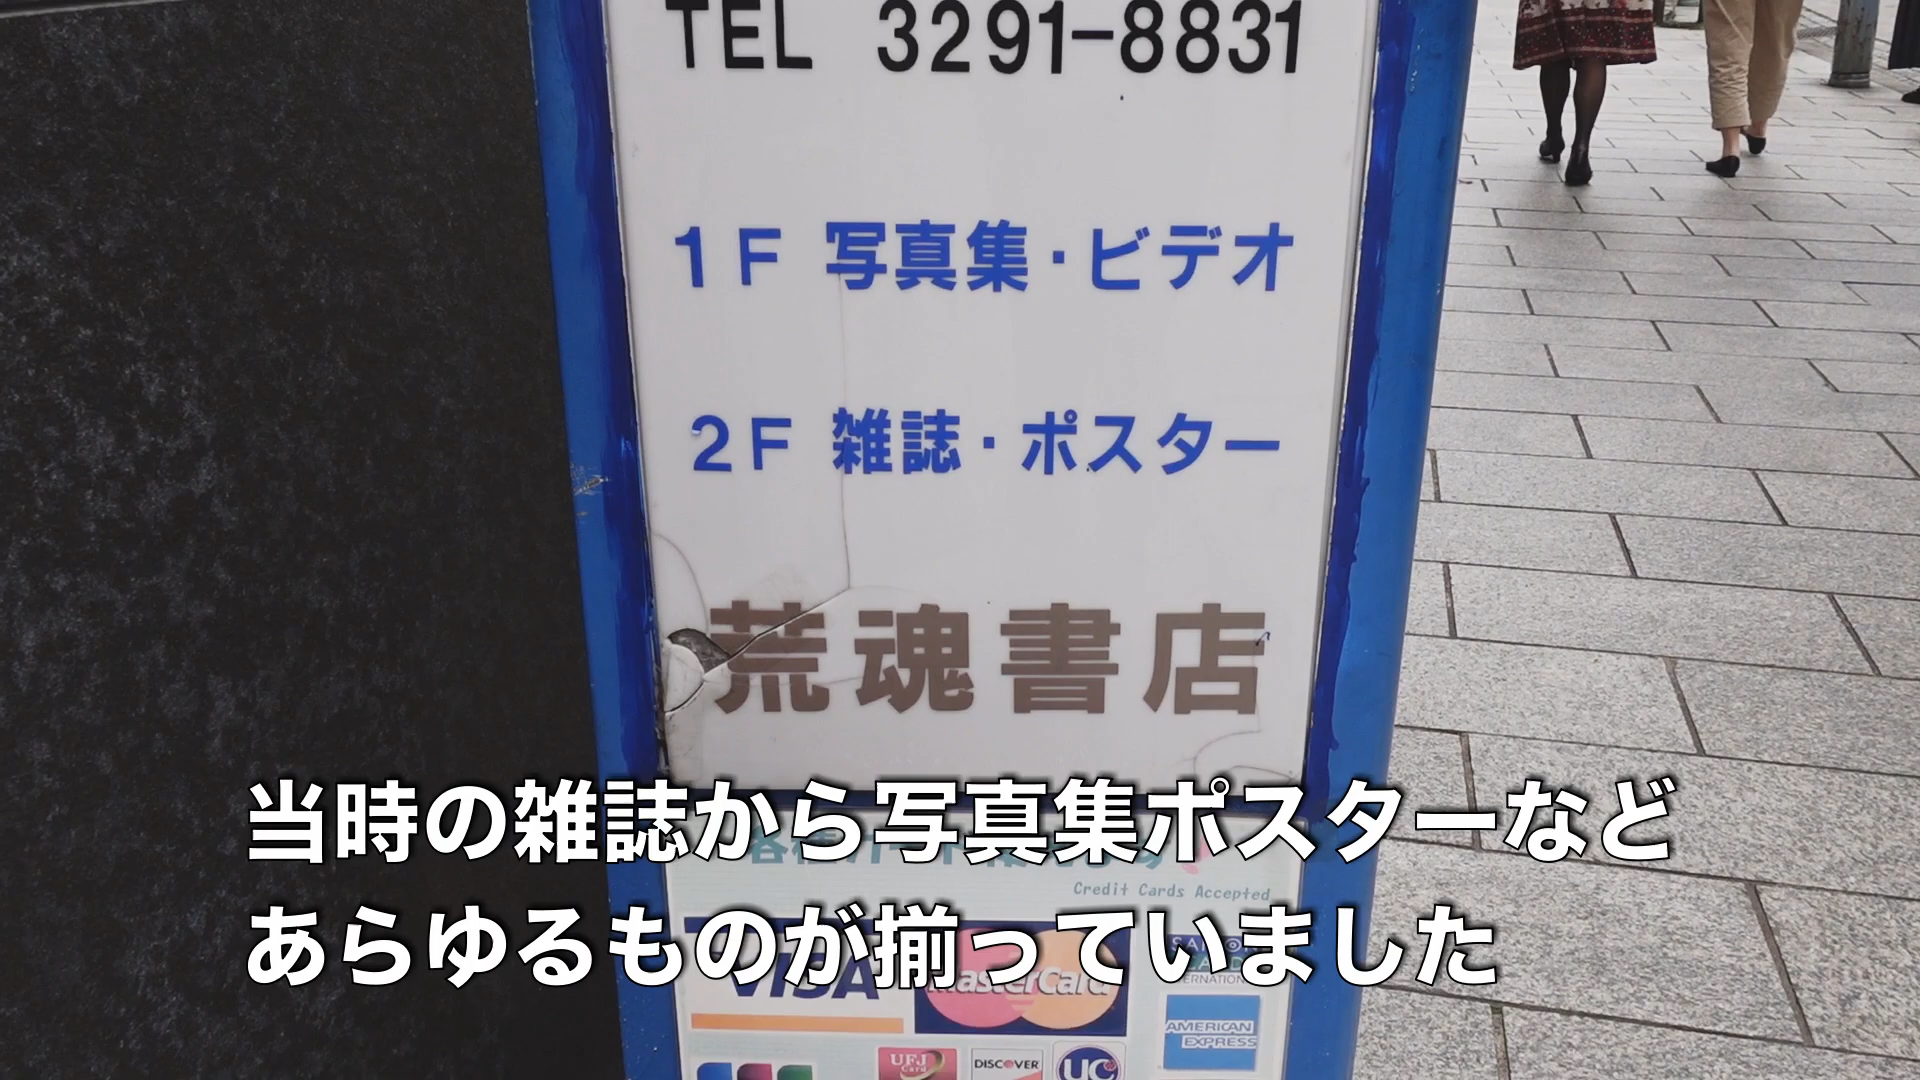 TEL 3291-8831
1F 写真集・ビデオ
2F 雑誌・ポスター
荒魂書店
当時の雑誌から写真集ポスターなど
Credit Cards Accepted
あらゆるものが揃っていました
VISA
MasterCard
AMERICAN EXPRESS
UFJ Card
DISCOVER
UC